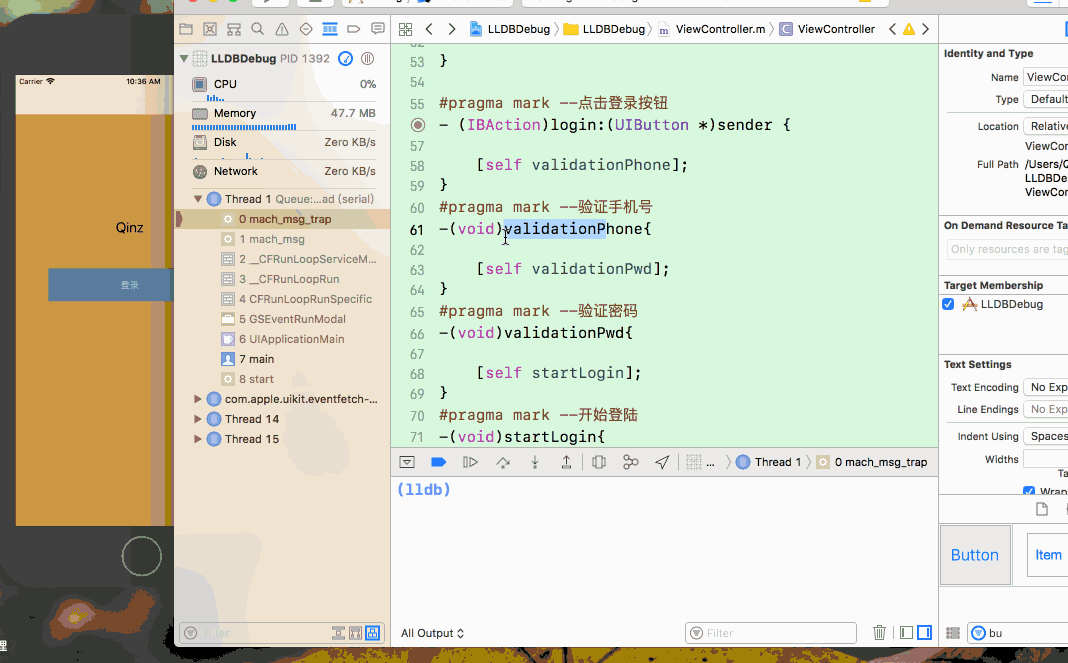 LLDBDebug
LLDBDebug
ViewController.m
ViewController
Carrier
10:36 AM
Qinz
登录
LLDBDebug PID 1392
CPU
0%
Memory
47.7 MB
Disk
Zero KB/s
Network
Zero KB/s
Thread 1 Queue:...ad (serial)
0 mach_msg_trap
1 mach_msg
2 __CFRunLoopServiceM...
3 __CFRunLoopRun
4 CFRunLoopRunSpecific
5 GSEventRunModal
6 UIApplicationMain
7 main
8 start
com.apple.uikit.eventfetch-...
Thread 14
Thread 15
Filter
53 }
54
55 #pragma mark --点击登录按钮
- (IBAction)login:(UIButton *)sender {
57
58 [self validationPhone];
59 }
60 #pragma mark --验证手机号
61 -(void)validationPhone{
62
63 [self validationPwd];
64 }
65 #pragma mark --验证密码
66 -(void)validationPwd{
67
68 [self startLogin];
69 }
70 #pragma mark --开始登陆
71 -(void)startLogin{
...
Thread 1
0 mach_msg_trap
(lldb)
All Output
Filter
Identity and Type
Name ViewCon
Type Default
Location Relative
ViewCon
Full Path /Users/Q
LLDBDe
ViewCon
On Demand Resource Ta
Only resources are tag
Target Membership
LLDBDebug
Text Settings
Text Encoding No Exp
Line Endings No Exp
Indent Using Spaces
Widths
Ta
Wrap
Button
Item
bu
理